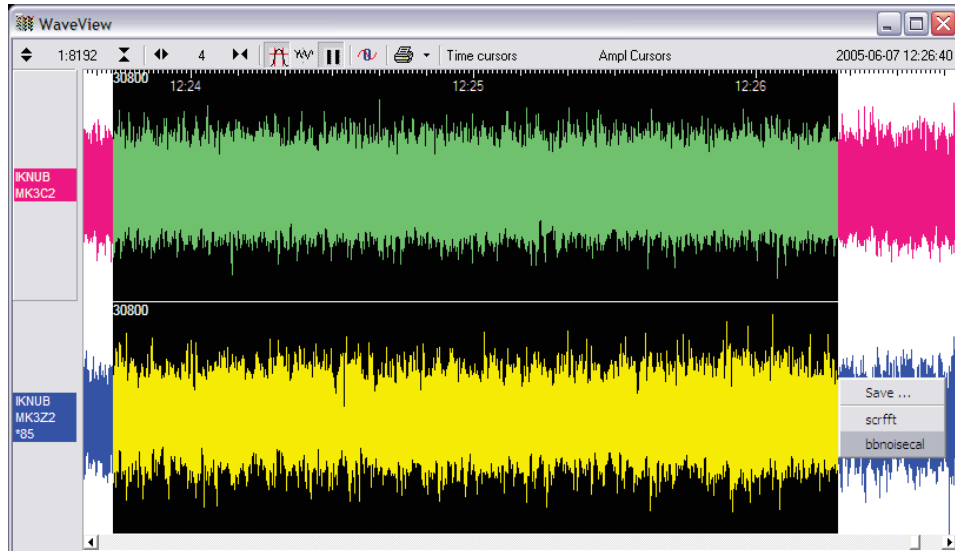 WaveView
1:8192 4 Time cursors Ampl Cursors 2005-06-07 12:26:40
30800
12:24 12:25 12:26
IKNUB
MK3C2
30800
IKNUB
MK3Z2
*85
Save ...
scrfft
bbnoisecal